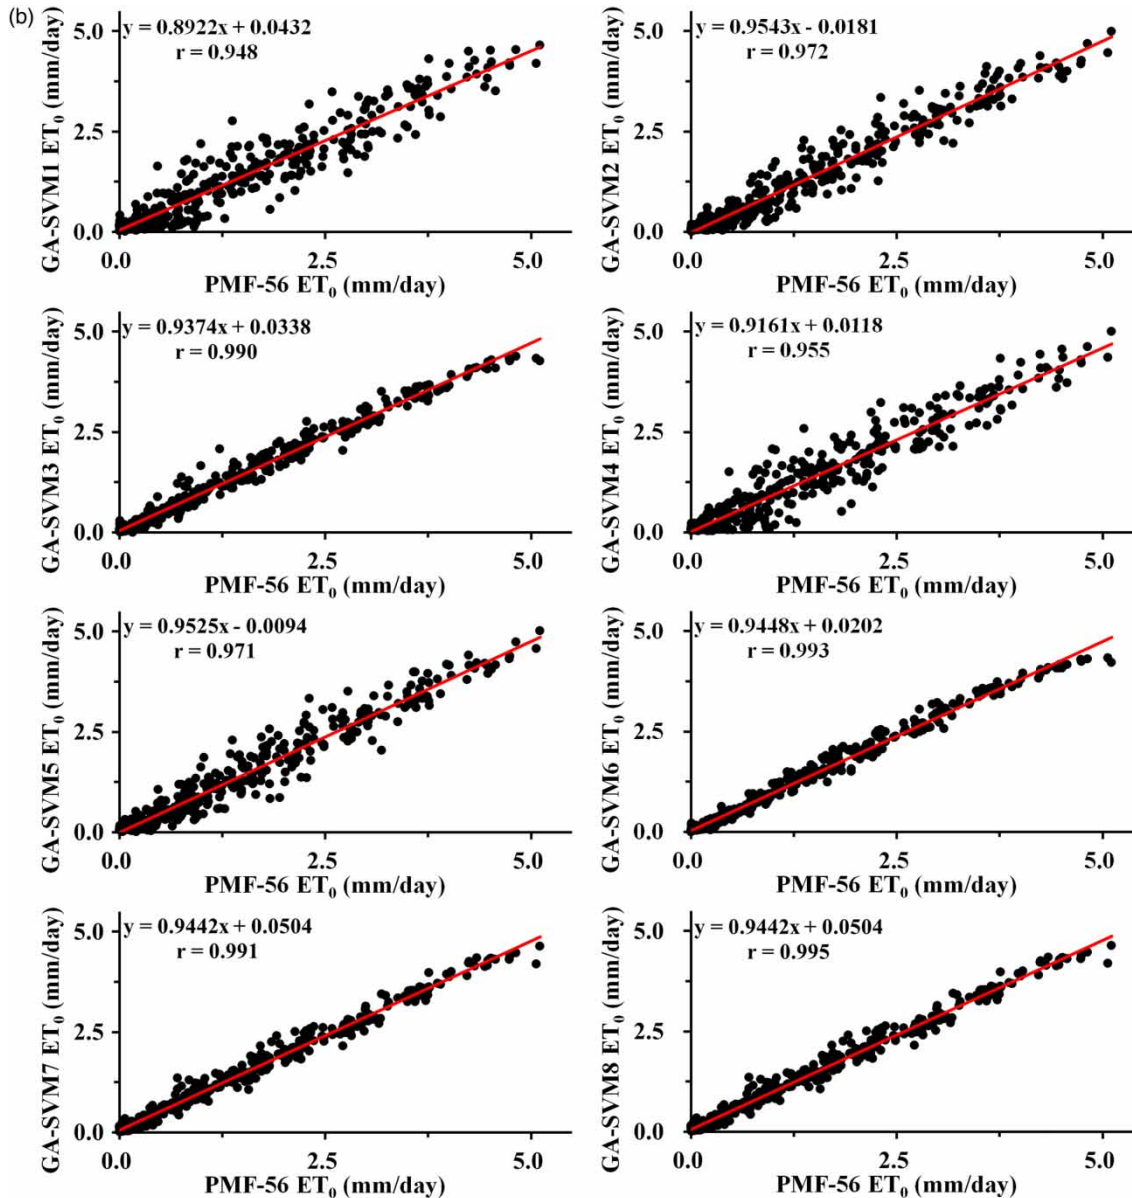 (b)
y = 0.8922x + 0.0432
r = 0.948
GA-SVM1 ET₀ (mm/day)
5.0
2.5
0.0
0.0 2.5 5.0
PMF-56 ET₀ (mm/day)
y = 0.9543x - 0.0181
r = 0.972
GA-SVM2 ET₀ (mm/day)
5.0
2.5
0.0
0.0 2.5 5.0
PMF-56 ET₀ (mm/day)
y = 0.9374x + 0.0338
r = 0.990
GA-SVM3 ET₀ (mm/day)
5.0
2.5
0.0
0.0 2.5 5.0
PMF-56 ET₀ (mm/day)
y = 0.9161x + 0.0118
r = 0.955
GA-SVM4 ET₀ (mm/day)
5.0
2.5
0.0
0.0 2.5 5.0
PMF-56 ET₀ (mm/day)
y = 0.9525x - 0.0094
r = 0.971
GA-SVM5 ET₀ (mm/day)
5.0
2.5
0.0
0.0 2.5 5.0
PMF-56 ET₀ (mm/day)
y = 0.9448x + 0.0202
r = 0.993
GA-SVM6 ET₀ (mm/day)
5.0
2.5
0.0
0.0 2.5 5.0
PMF-56 ET₀ (mm/day)
y = 0.9442x + 0.0504
r = 0.991
GA-SVM7 ET₀ (mm/day)
5.0
2.5
0.0
0.0 2.5 5.0
PMF-56 ET₀ (mm/day)
y = 0.9442x + 0.0504
r = 0.995
GA-SVM8 ET₀ (mm/day)
5.0
2.5
0.0
0.0 2.5 5.0
PMF-56 ET₀ (mm/day)